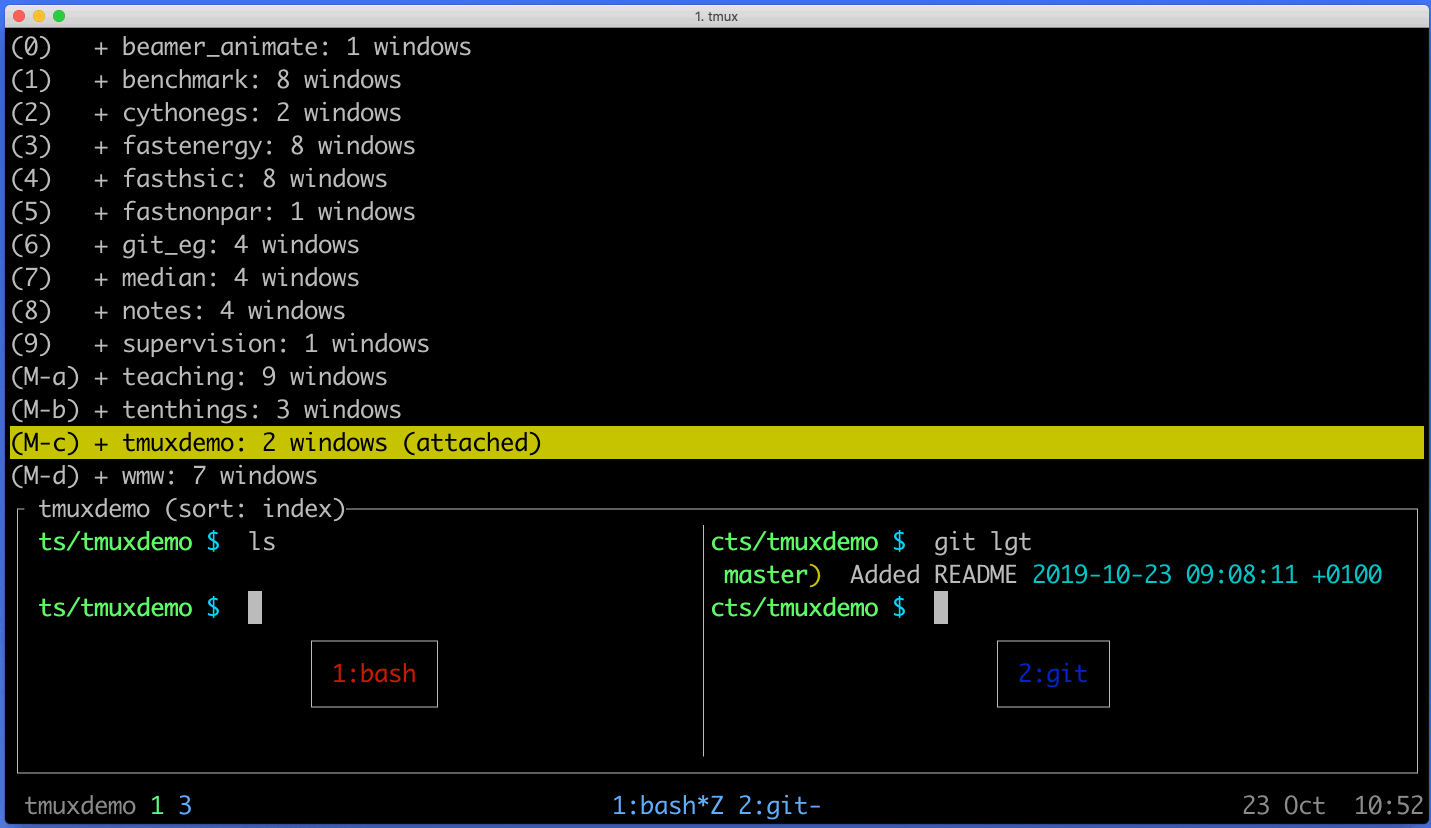 1. tmux
(0) + beamer_animate: 1 windows
(1) + benchmark: 8 windows
(2) + cythonegs: 2 windows
(3) + fastenergy: 8 windows
(4) + fasthsic: 8 windows
(5) + fastnonpar: 1 windows
(6) + git_eg: 4 windows
(7) + median: 4 windows
(8) + notes: 4 windows
(9) + supervision: 1 windows
(M-a) + teaching: 9 windows
(M-b) + tenthings: 3 windows
(M-c) + tmuxdemo: 2 windows (attached)
(M-d) + wmw: 7 windows
tmuxdemo (sort: index)
ts/tmuxdemo $ ls
ts/tmuxdemo $
1:bash
cts/tmuxdemo $ git lgt
master) Added README 2019-10-23 09:08:11 +0100
cts/tmuxdemo $
2:git
tmuxdemo 1 3 1:bash*Z 2:git- 23 Oct 10:52